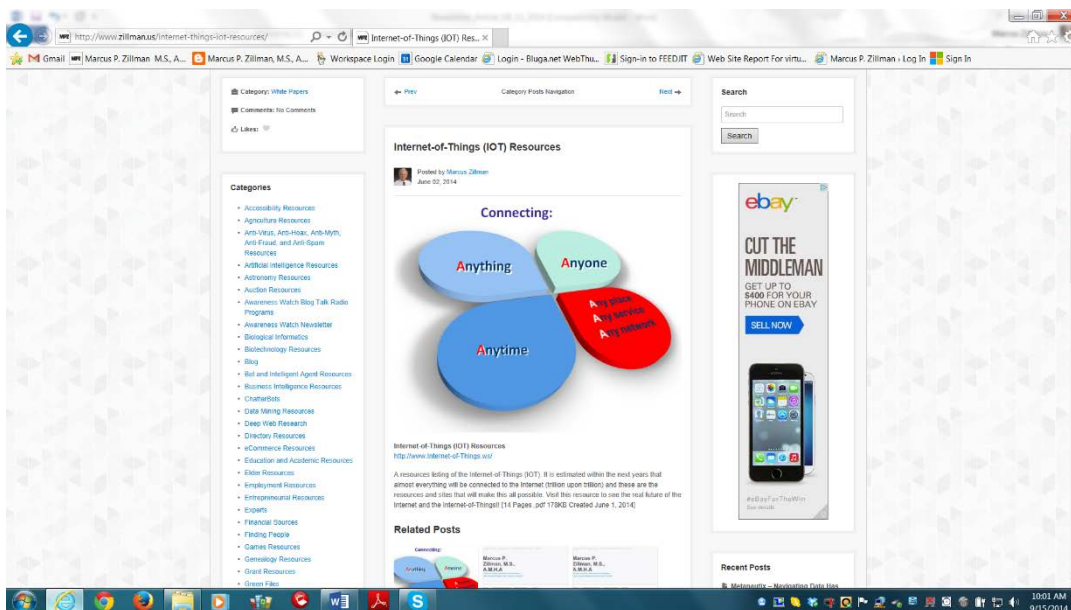 http://www.zillman.us/internet-things-iot-resources/
Internet-of-Things (IOT) Res...
Gmail
Marcus P. Zillman M.S., A...
Marcus P. Zillman, M.S., A...
Workspace Login
Google Calendar
Login - Bluga.net WebThu...
Sign-in to FEEDJIT
Web Site Report For virtu...
Marcus P. Zillman › Log In
Sign In
Category: White Papers
Comments: No Comments
Likes:
Categories
Accessibility Resources
Agriculture Resources
Anti-Virus, Anti-Hoax, Anti-Myth,
Anti-Fraud, and Anti-Spam
Resources
Artificial Intelligence Resources
Astronomy Resources
Auction Resources
Awareness Watch Blog Talk Radio
Programs
Awareness Watch Newsletter
Biological Informatics
Biotechnology Resources
Blog
Bot and Intelligent Agent Resources
Business Intelligence Resources
ChatterBots
Data Mining Resources
Deep Web Research
Directory Resources
eCommerce Resources
Education and Academic Resources
Elder Resources
Employment Resources
Entrepreneurial Resources
Experts
Financial Sources
Finding People
Games Resources
Genealogy Resources
Grant Resources
Green Files
← Prev
Category Posts Navigation
Next →
Internet-of-Things (IOT) Resources
Posted by Marcus Zillman
June 02, 2014
Connecting:
Anything
Anyone
Any place
Any service
Any network
Anytime
Internet-of-Things (IOT) Resources
http://www.Internet-of-Things.ws/
A resources listing of the Internet-of-Things (IOT). It is estimated within the next years that
almost everything will be connected to the Internet (trillion upon trillion) and these are the
resources and sites that will make this all possible. Visit this resource to see the real future of the
Internet and the Internet-of-Things!! [14 Pages .pdf 178KB Created June 1, 2014]
Related Posts
Connecting:
Anything
Anyone
Marcus P.
Zillman, M.S.,
A.M.H.A
Marcus P.
Zillman, M.S.,
A.M.H.A
Search
Search
Search
ebay
CUT THE
MIDDLEMAN
GET UP TO
$400 FOR YOUR
PHONE ON EBAY
SELL NOW
#eBayForTheWin
Recent Posts
10:01 AM
9/15/2014